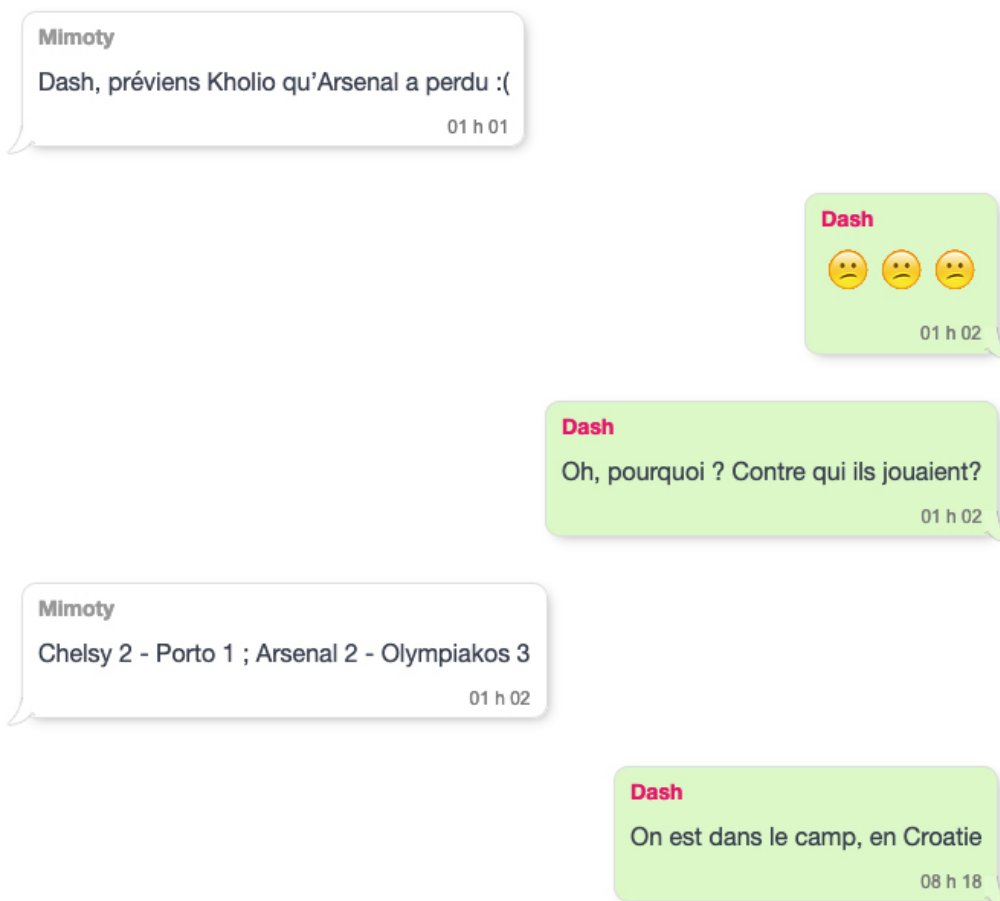 Mimoty
Dash, préviens Kholio qu’Arsenal a perdu :(
01 h 01
Dash
😕 😕 😕
01 h 02
Dash
Oh, pourquoi ? Contre qui ils jouaient?
01 h 02
Mimoty
Chelsy 2 - Porto 1 ; Arsenal 2 - Olympiakos 3
01 h 02
Dash
On est dans le camp, en Croatie
08 h 18